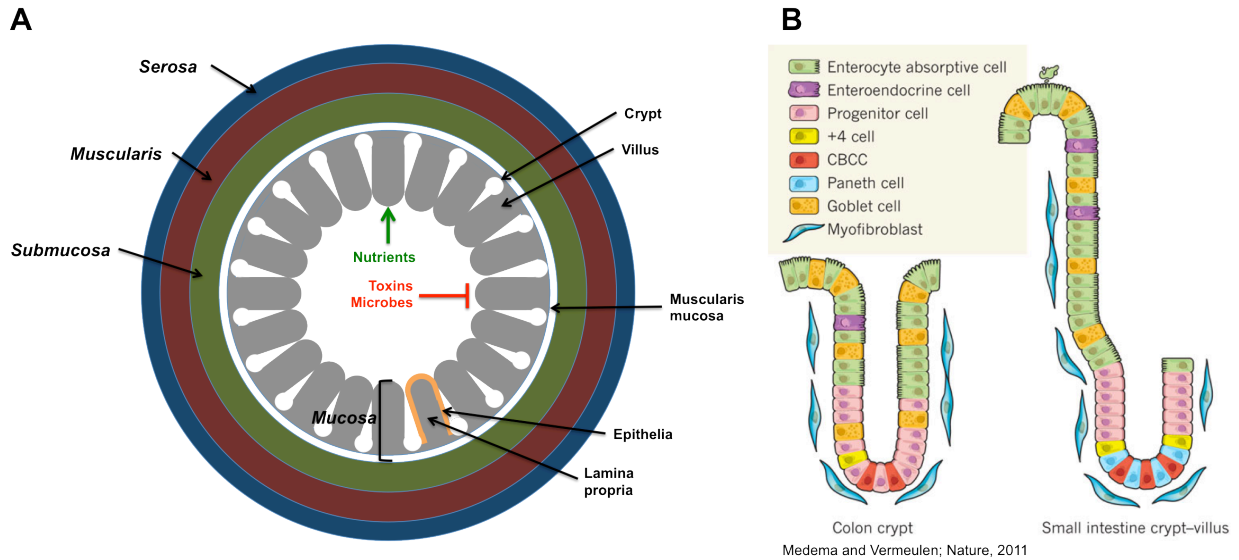 A
Serosa
Muscularis
Submucosa
Crypt
Villus
Nutrients
Toxins
Microbes
Muscularis
mucosa
Mucosa
Epithelia
Lamina
propria
B
Enterocyte absorptive cell
Enteroendocrine cell
Progenitor cell
+4 cell
CBCC
Paneth cell
Goblet cell
Myofibroblast
Colon crypt
Small intestine crypt–villus
Medema and Vermeulen; Nature, 2011